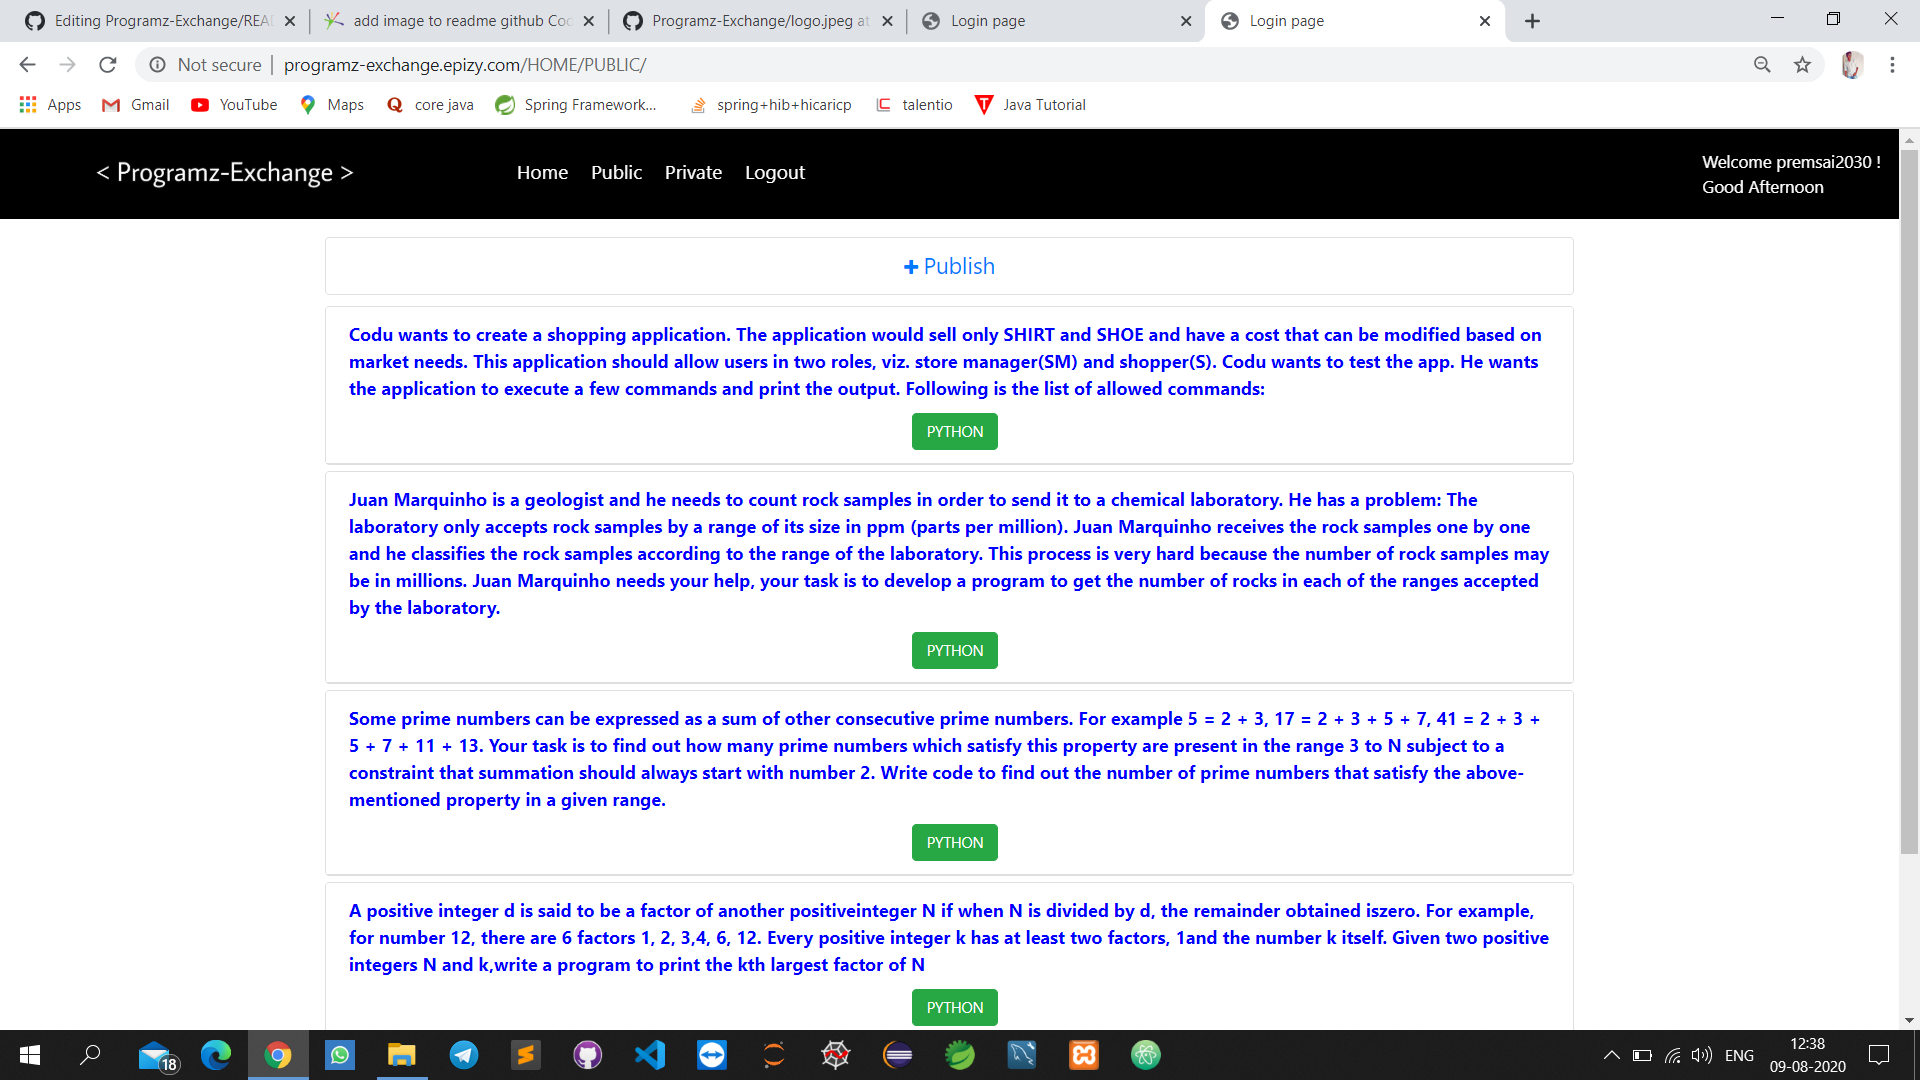 Editing Programz-Exchange/REA
add image to readme github Coo
Programz-Exchange/logo.jpeg at
Login page
Login page
Not secure | programz-exchange.epizy.com/HOME/PUBLIC/
Apps
Gmail
YouTube
Maps
core java
Spring Framework...
spring+hib+hicaricp
talentio
Java Tutorial
< Programz-Exchange >
Home
Public
Private
Logout
Welcome premsai2030 !
Good Afternoon
Publish
Codu wants to create a shopping application. The application would sell only SHIRT and SHOE and have a cost that can be modified based on
market needs. This application should allow users in two roles, viz. store manager(SM) and shopper(S). Codu wants to test the app. He wants
the application to execute a few commands and print the output. Following is the list of allowed commands:
PYTHON
Juan Marquinho is a geologist and he needs to count rock samples in order to send it to a chemical laboratory. He has a problem: The
laboratory only accepts rock samples by a range of its size in ppm (parts per million). Juan Marquinho receives the rock samples one by one
and he classifies the rock samples according to the range of the laboratory. This process is very hard because the number of rock samples may
be in millions. Juan Marquinho needs your help, your task is to develop a program to get the number of rocks in each of the ranges accepted
by the laboratory.
PYTHON
Some prime numbers can be expressed as a sum of other consecutive prime numbers. For example 5 = 2 + 3, 17 = 2 + 3 + 5 + 7, 41 = 2 + 3 +
5 + 7 + 11 + 13. Your task is to find out how many prime numbers which satisfy this property are present in the range 3 to N subject to a
constraint that summation should always start with number 2. Write code to find out the number of prime numbers that satisfy the above-
mentioned property in a given range.
PYTHON
A positive integer d is said to be a factor of another positiveinteger N if when N is divided by d, the remainder obtained iszero. For example,
for number 12, there are 6 factors 1, 2, 3,4, 6, 12. Every positive integer k has at least two factors, 1and the number k itself. Given two positive
integers N and k,write a program to print the kth largest factor of N
PYTHON
18
ENG
12:38
09-08-2020